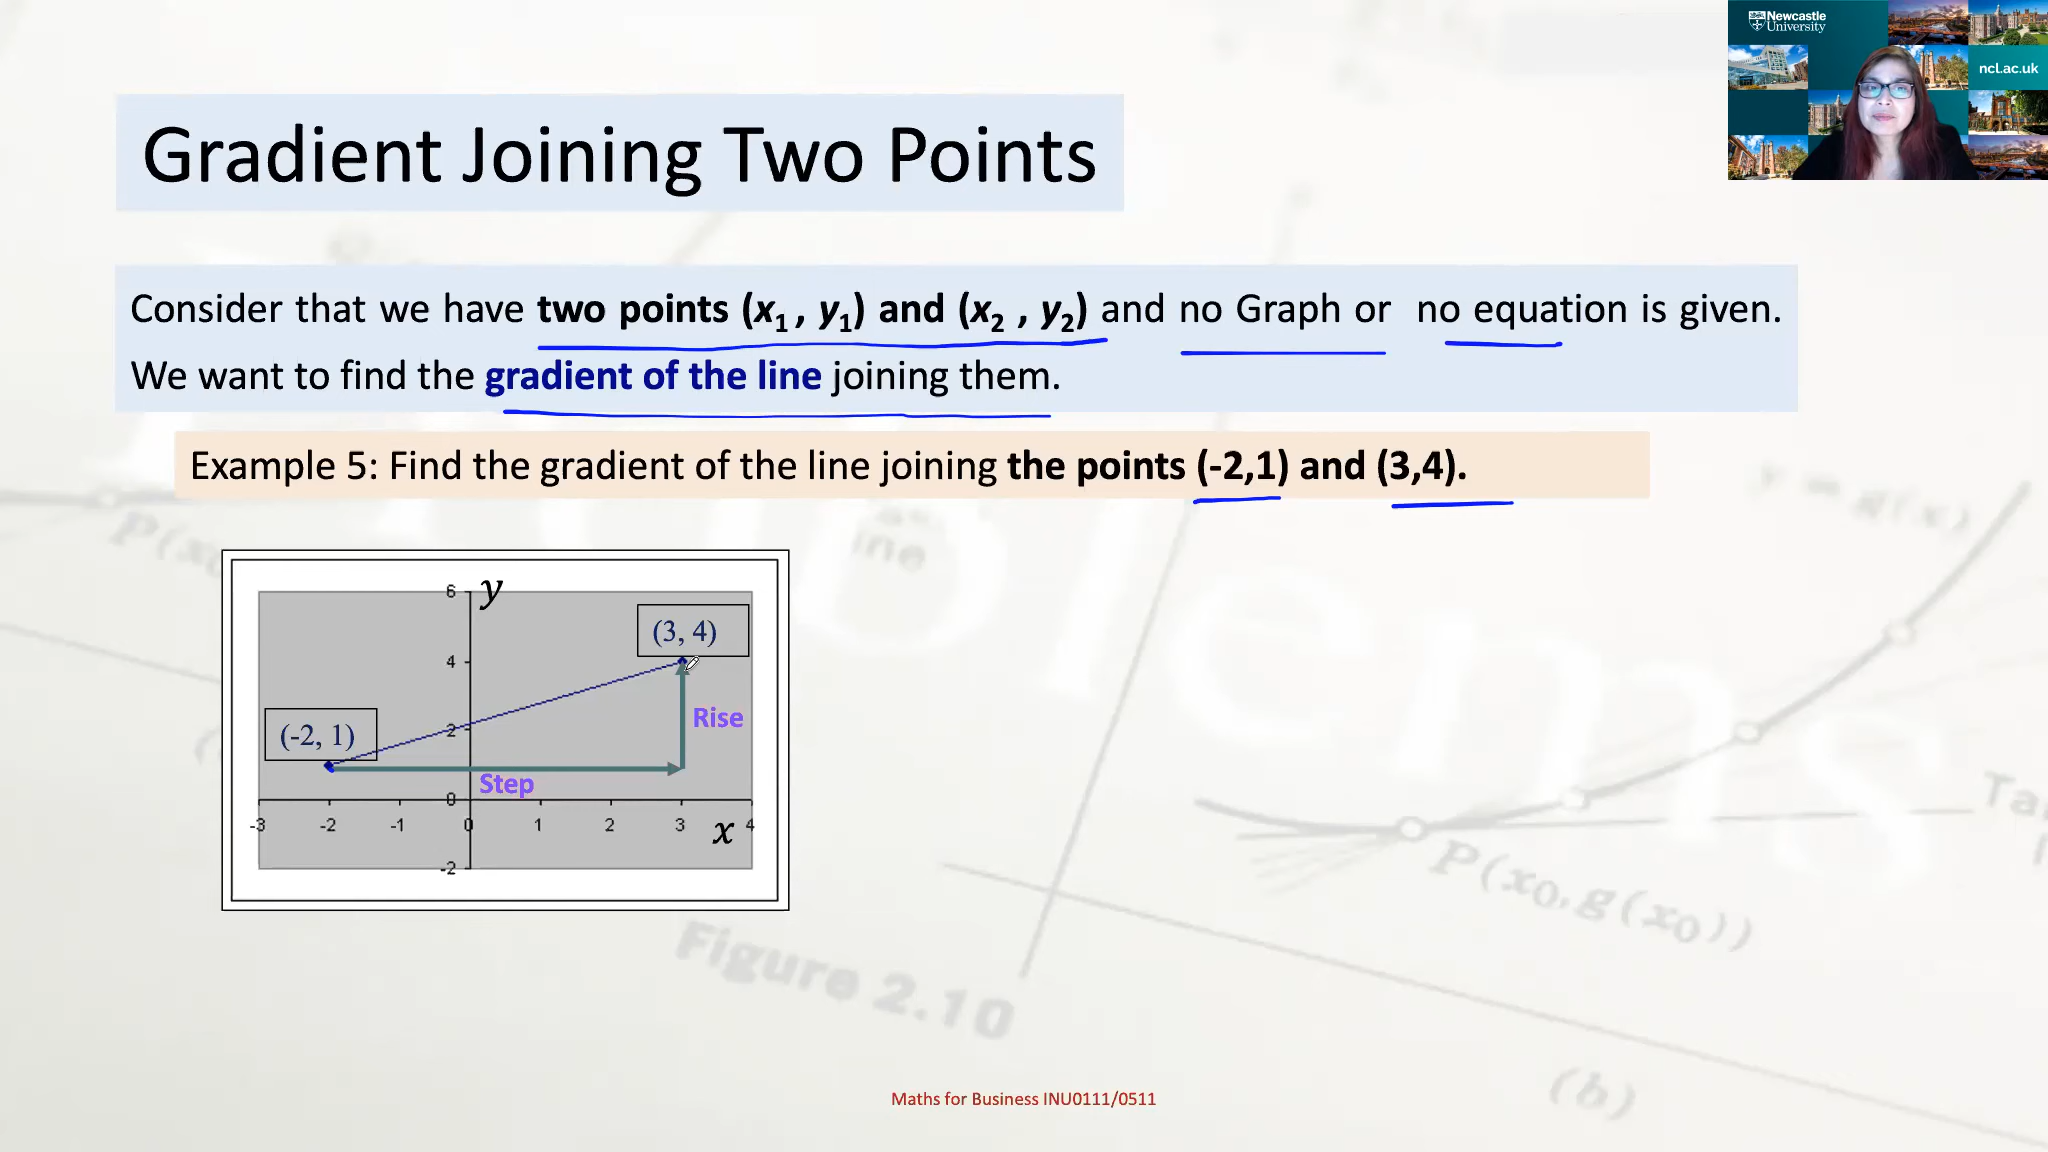 Newcastle
University
ncl.ac.uk
Gradient Joining Two Points
Consider that we have two points (x₁ , y₁) and (x₂ , y₂) and no Graph or no equation is given.
We want to find the gradient of the line joining them.
Example 5: Find the gradient of the line joining the points (-2,1) and (3,4).
y = g(x)
P(x₀
ine
6
y
(3, 4)
4
Rise
(-2, 1)
2
Step
0
-3 -2 -1 0 1 2 3 x 4
-2
P(x₀,g(x₀))
Figure 2.10
(b)
Maths for Business INU0111/0511